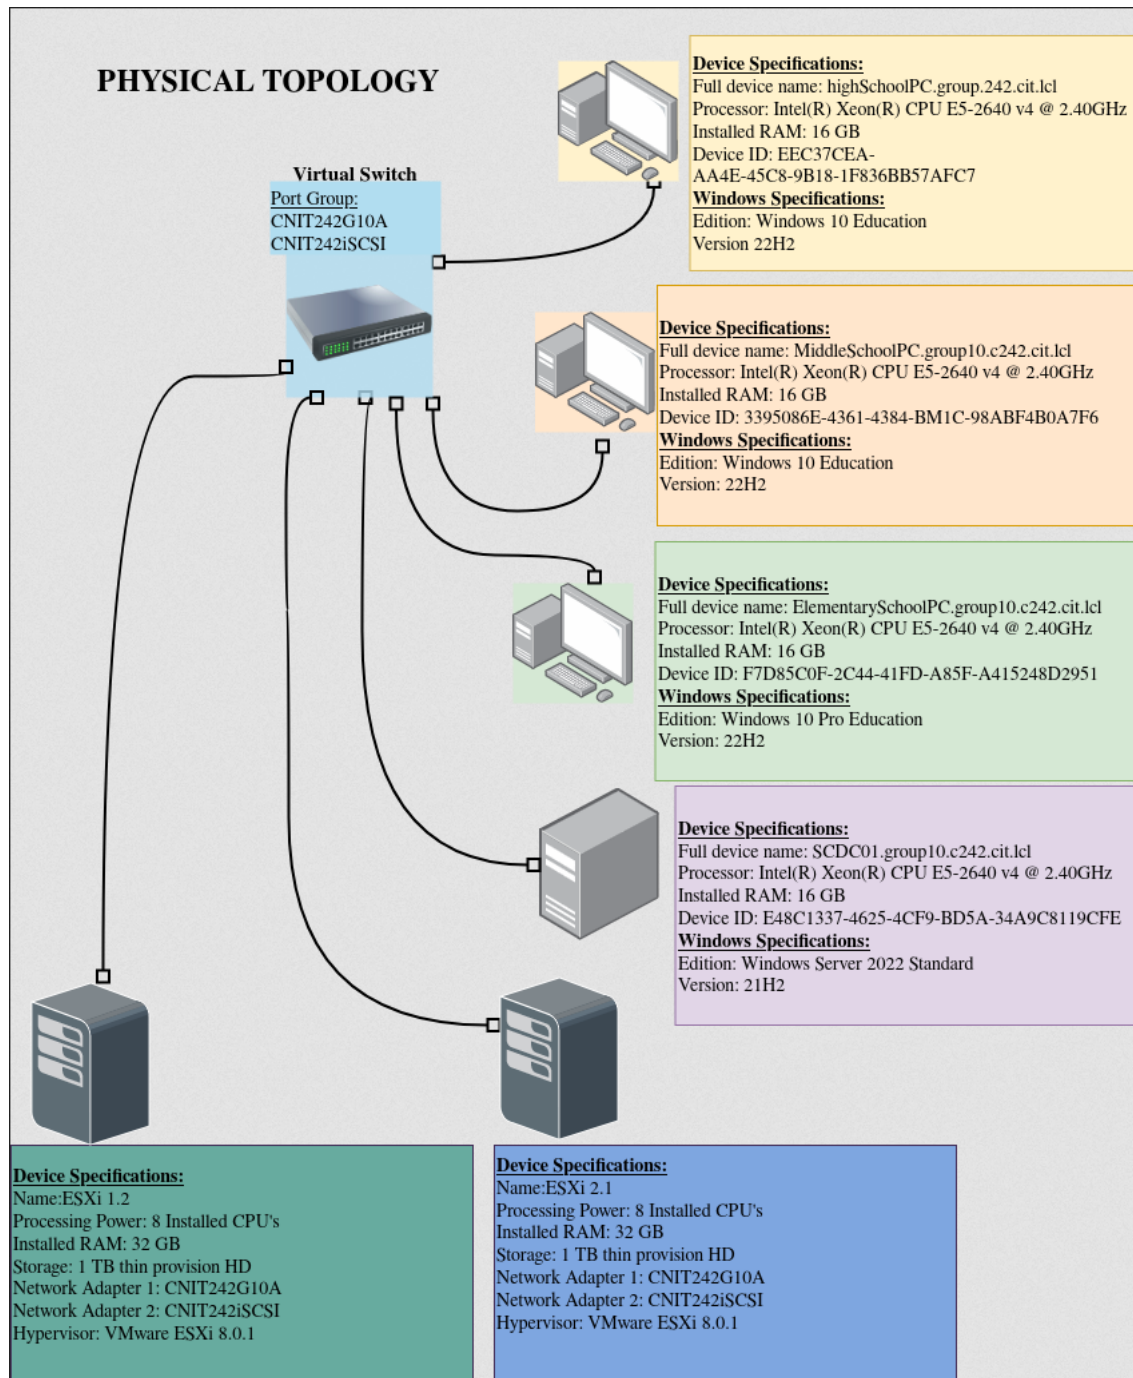 PHYSICAL TOPOLOGY
Virtual Switch
Port Group:
CNIT242G10A
CNIT242iSCSI
Device Specifications:
Full device name: highSchoolPC.group.242.cit.lcl
Processor: Intel(R) Xeon(R) CPU E5-2640 v4 @ 2.40GHz
Installed RAM: 16 GB
Device ID: EEC37CEA-
AA4E-45C8-9B18-1F836BB57AFC7
Windows Specifications:
Edition: Windows 10 Education
Version 22H2
Device Specifications:
Full device name: MiddleSchoolPC.group10.c242.cit.lcl
Processor: Intel(R) Xeon(R) CPU E5-2640 v4 @ 2.40GHz
Installed RAM: 16 GB
Device ID: 3395086E-4361-4384-BM1C-98ABF4B0A7F6
Windows Specifications:
Edition: Windows 10 Education
Version: 22H2
Device Specifications:
Full device name: ElementarySchoolPC.group10.c242.cit.lcl
Processor: Intel(R) Xeon(R) CPU E5-2640 v4 @ 2.40GHz
Installed RAM: 16 GB
Device ID: F7D85C0F-2C44-41FD-A85F-A415248D2951
Windows Specifications:
Edition: Windows 10 Pro Education
Version: 22H2
Device Specifications:
Full device name: SCDC01.group10.c242.cit.lcl
Processor: Intel(R) Xeon(R) CPU E5-2640 v4 @ 2.40GHz
Installed RAM: 16 GB
Device ID: E48C1337-4625-4CF9-BD5A-34A9C8119CFE
Windows Specifications:
Edition: Windows Server 2022 Standard
Version: 21H2
Device Specifications:
Name:ESXi 1.2
Processing Power: 8 Installed CPU's
Installed RAM: 32 GB
Storage: 1 TB thin provision HD
Network Adapter 1: CNIT242G10A
Network Adapter 2: CNIT242iSCSI
Hypervisor: VMware ESXi 8.0.1
Device Specifications:
Name:ESXi 2.1
Processing Power: 8 Installed CPU's
Installed RAM: 32 GB
Storage: 1 TB thin provision HD
Network Adapter 1: CNIT242G10A
Network Adapter 2: CNIT242iSCSI
Hypervisor: VMware ESXi 8.0.1